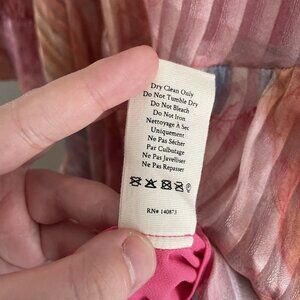 Dry Clean Only
Do Not Tumble Dry
Do Not Bleach
Do Not Iron
Nettoyage À Sec
Uniquement
Ne Pas Sécher
Par Culbutage
Ne Pas Javelliser
Ne Pas Repasser
RN# 140873